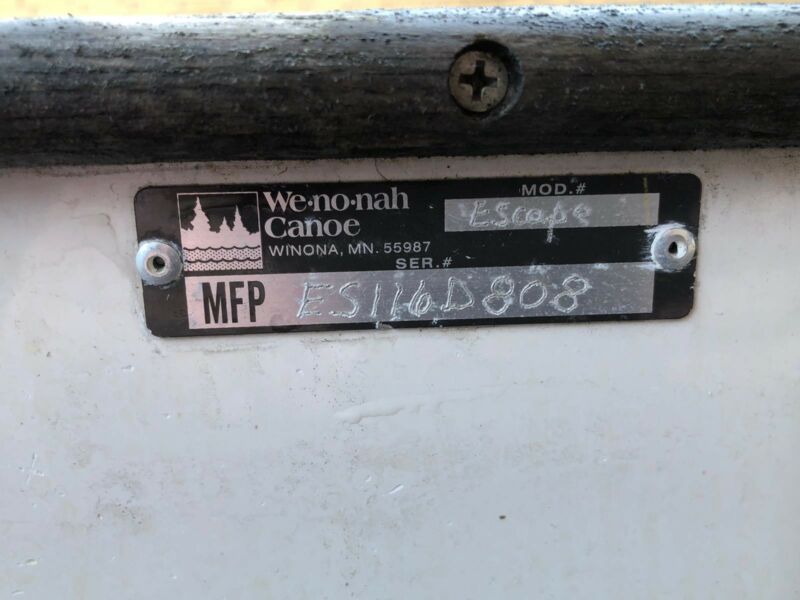 We·no·nah
Canoe
WINONA, MN. 55987
MOD.#
Escape
SER.#
MFP ES116D808